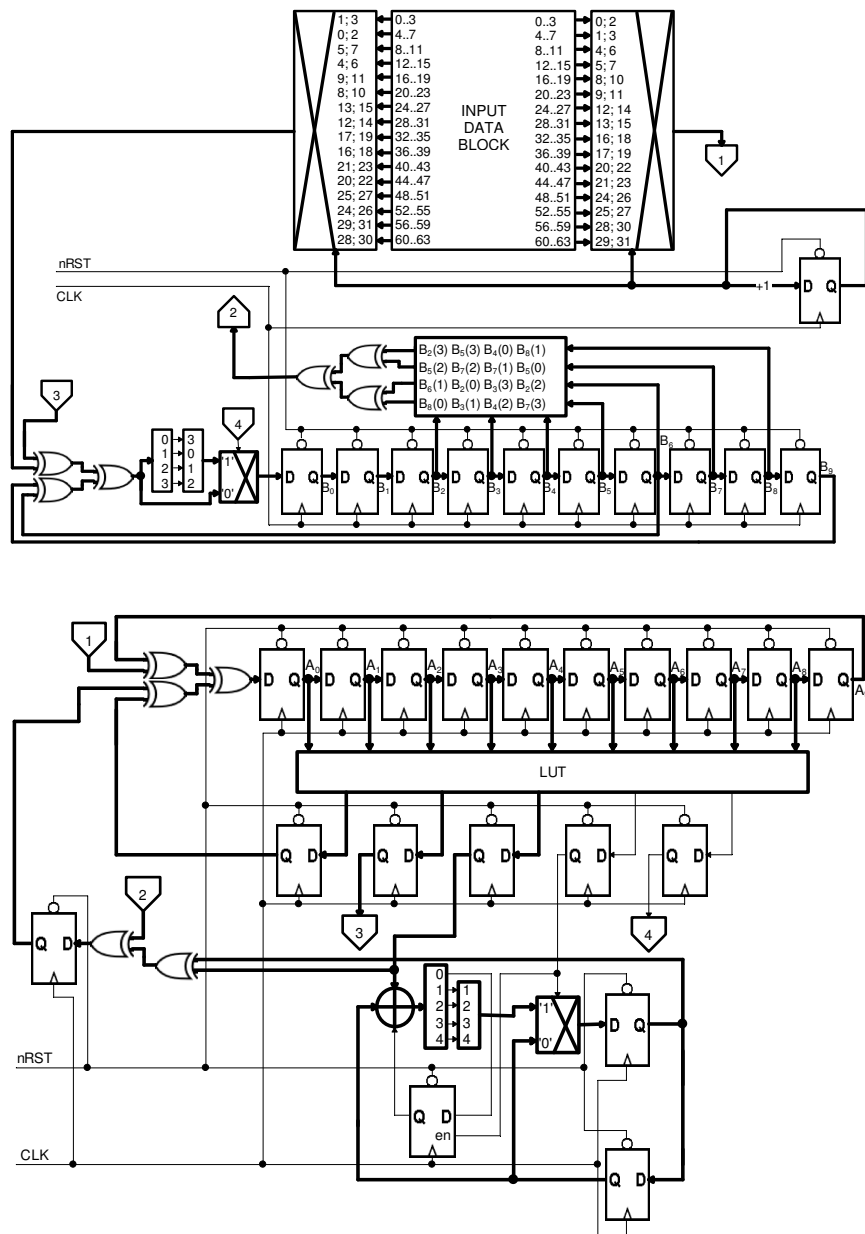 1; 3 0..3 0..3 0; 2
0; 2 4..7 4..7 1; 3
5; 7 8..11 8..11 4; 6
4; 6 12..15 12..15 5; 7
9; 11 16..19 16..19 8; 10
8; 10 20..23 20..23 9; 11
13; 15 24..27 24..27 12; 14
12; 14 28..31 28..31 13; 15
17; 19 32..35 32..35 16; 18
16; 18 36..39 36..39 17; 19
21; 23 40..43 40..43 20; 22
20; 22 44..47 44..47 21; 23
25; 27 48..51 48..51 24; 26
24; 26 52..55 52..55 25; 27
29; 31 56..59 56..59 28; 30
28; 30 60..63 60..63 29; 31
INPUT
DATA
BLOCK
1
nRST
CLK
+1 D Q
2
B₂(3) B₅(3) B₄(0) B₈(1)
B₅(2) B₇(2) B₇(1) B₅(0)
B₆(1) B₂(0) B₃(3) B₂(2)
B₈(0) B₃(1) B₄(2) B₇(3)
3
4
0 3
1 0
2 1
3 2
'1'
'0'
D Q D Q D Q D Q D Q D Q D Q D Q D Q D Q
B₀ B₁ B₂ B₃ B₄ B₅ B₆ B₇ B₈ B₉
1
A₀ A₁ A₂ A₃ A₄ A₅ A₆ A₇ A₈
D Q D Q D Q D Q D Q D Q D Q D Q D Q D Q
A
LUT
Q D Q D Q D Q D Q D
3
4
2
Q D
0
1 1
2 2
3 3
4 4
'1'
'0'
D Q
Q D
en
nRST
CLK
Q D